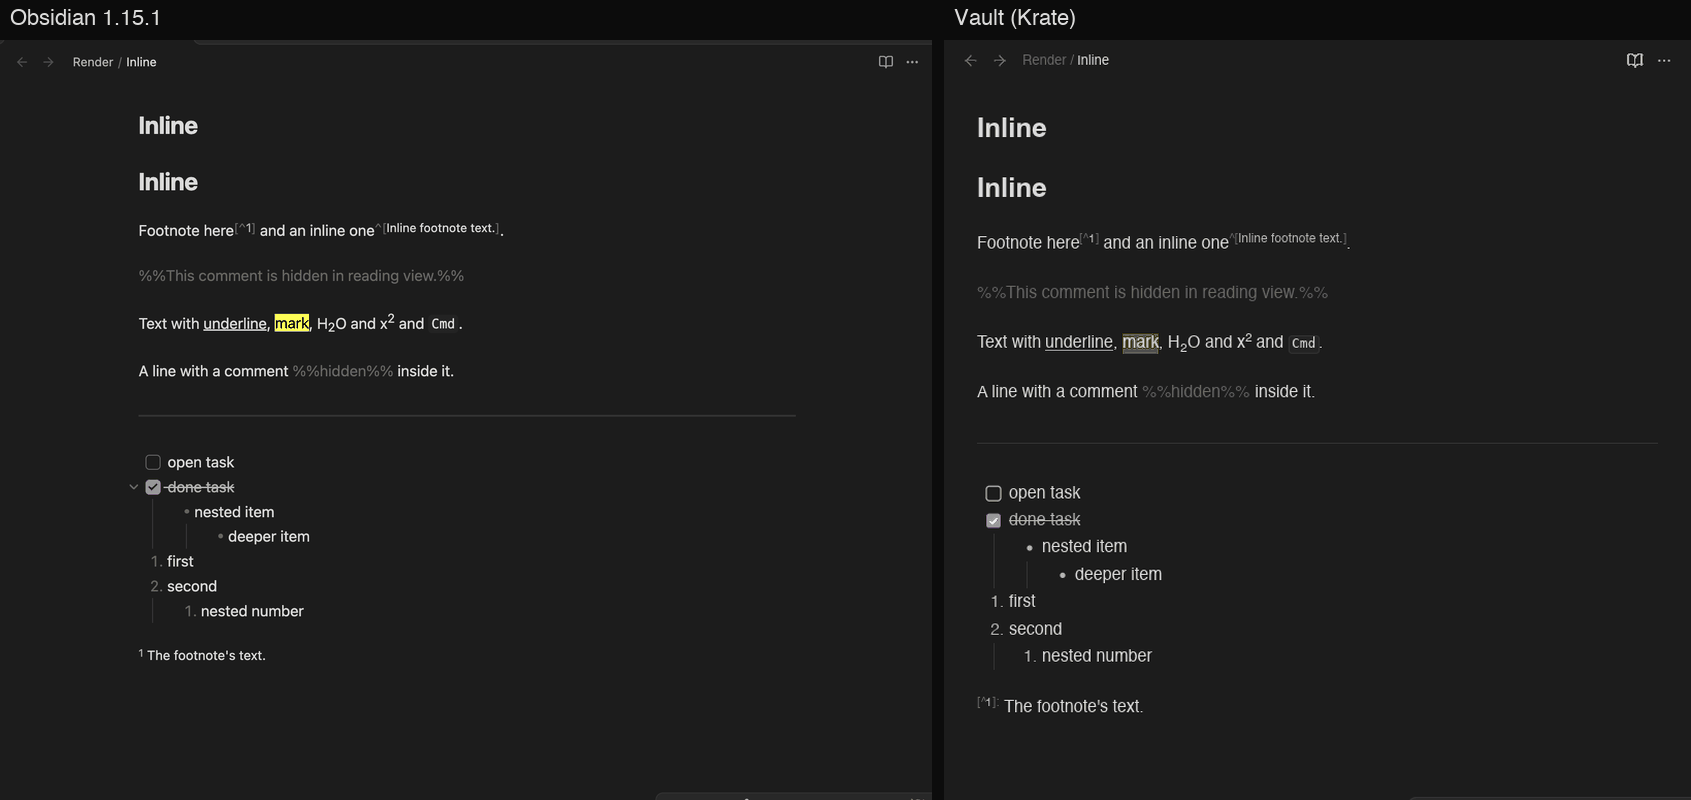 Obsidian 1.15.1
Render / Inline
Inline
Inline
Footnote here[^1] and an inline one^[Inline footnote text.].
%%This comment is hidden in reading view.%%
Text with underline, mark, H2O and x2 and Cmd.
A line with a comment %%hidden%% inside it.
open task
done task
nested item
deeper item
1. first
2. second
1. nested number
1 The footnote's text.
Vault (Krate)
Render / Inline
Inline
Inline
Footnote here[^1] and an inline one^[Inline footnote text.].
%%This comment is hidden in reading view.%%
Text with underline, mark, H2O and x2 and Cmd.
A line with a comment %%hidden%% inside it.
open task
done task
nested item
deeper item
1. first
2. second
1. nested number
[^1]: The footnote's text.